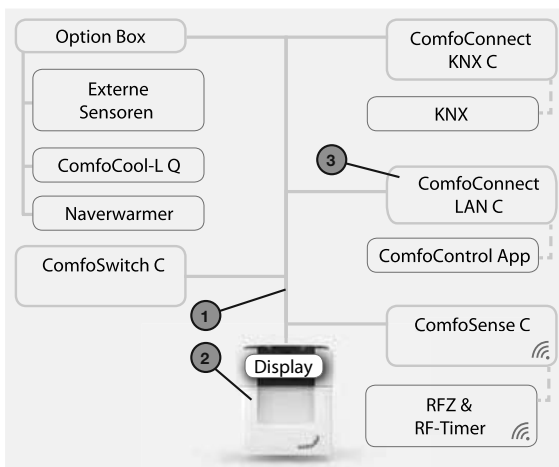 Option Box
Externe
Sensoren
ComfoCool-L Q
Naverwarmer
ComfoSwitch C
1
2
Display
3
ComfoConnect
KNX C
KNX
ComfoConnect
LAN C
ComfoControl App
ComfoSense C
RFZ &
RF-Timer